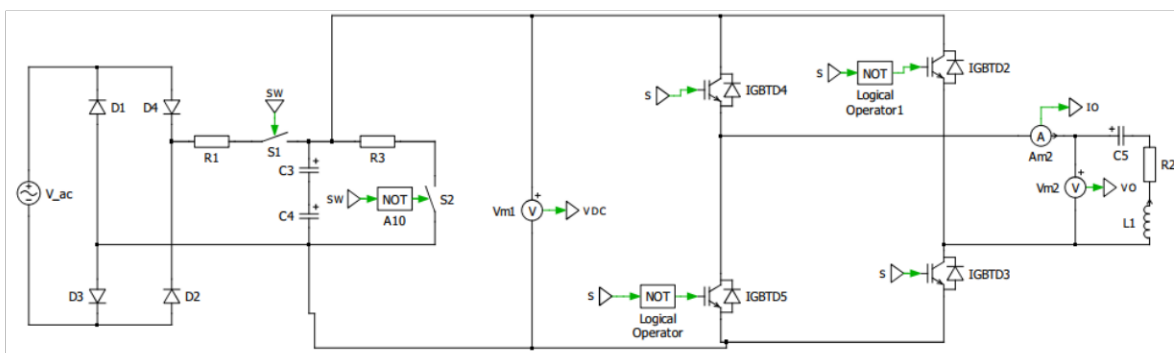 D1
D4
sw
R1
S1
V_ac
D3
D2
C3
R3
sw
NOT
A10
S2
C4
Vm1
V
VDC
s
IGBTD4
s
NOT
Logical
Operator1
IGBTD2
A
Am2
IO
C5
R2
Vm2
V
VO
L1
s
IGBTD3
s
NOT
Logical
Operator
IGBTD5